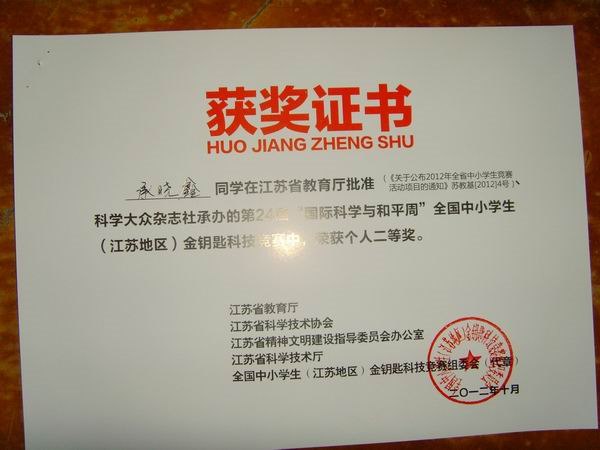 获奖证书
HUO JIANG ZHENG SHU
承晓鑫 同学在江苏省教育厅批准（《关于公布2012年全省中小学生竞赛活动项目的通知》苏教基[2012]4号）、
科学大众杂志社承办的第24届“国际科学与和平周”全国中小学生
（江苏地区）金钥匙科技竞赛中，荣获个人二等奖。
江苏省教育厅
江苏省科学技术协会
江苏省精神文明建设指导委员会办公室
江苏省科学技术厅
全国中小学生（江苏地区）金钥匙科技竞赛组委会（代章）
二〇一二年十月